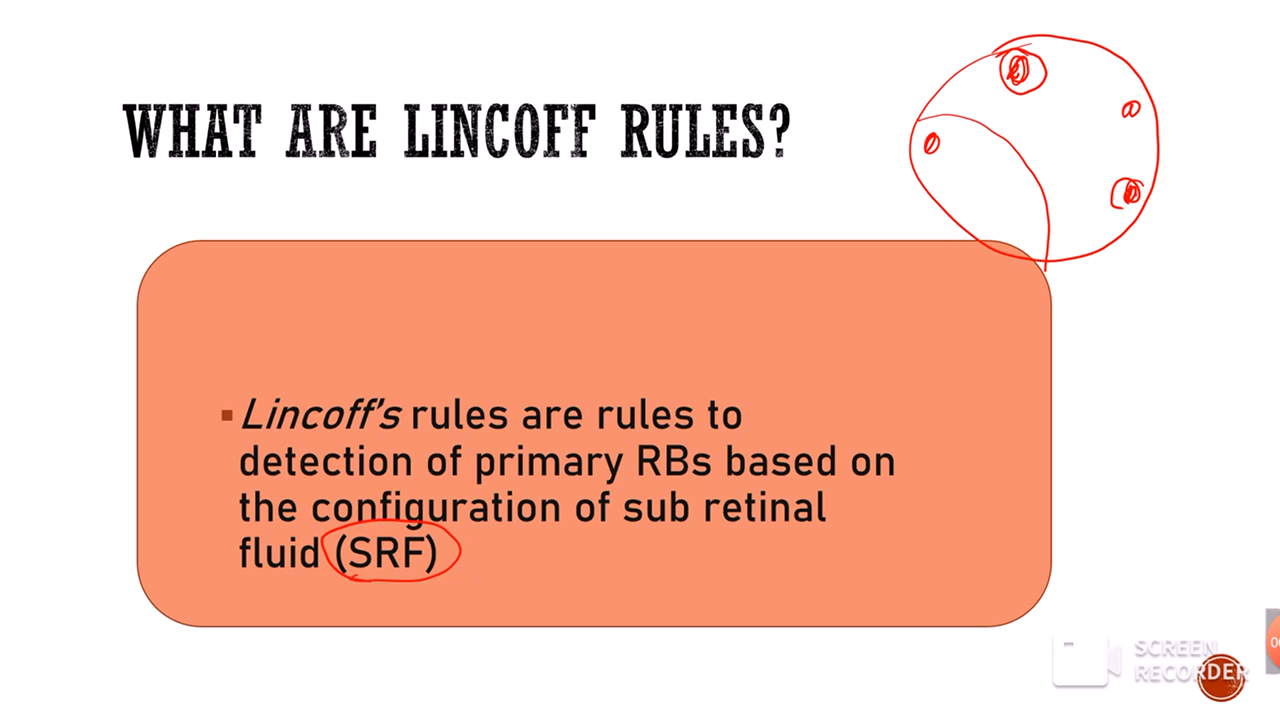 WHAT ARE LINCOFF RULES?
▪ Lincoff's rules are rules to
detection of primary RBs based on
the configuration of sub retinal
fluid (SRF)
SCREEN
RECORDER